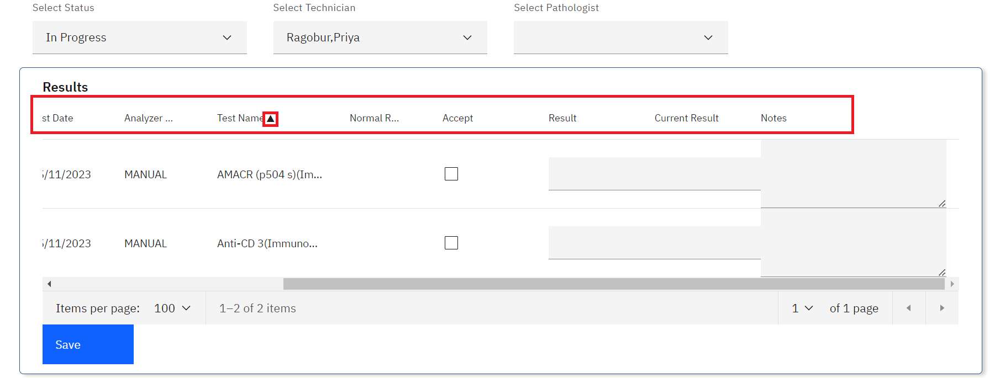 Select Status Select Technician Select Pathologist
In Progress Ragobur,Priya
Results
st Date Analyzer ... Test Name Normal R... Accept Result Current Result Notes
/11/2023 MANUAL AMACR (p504 s)(Im...
/11/2023 MANUAL Anti-CD 3(Immuno...
Items per page: 100 1–2 of 2 items 1 of 1 page
Save